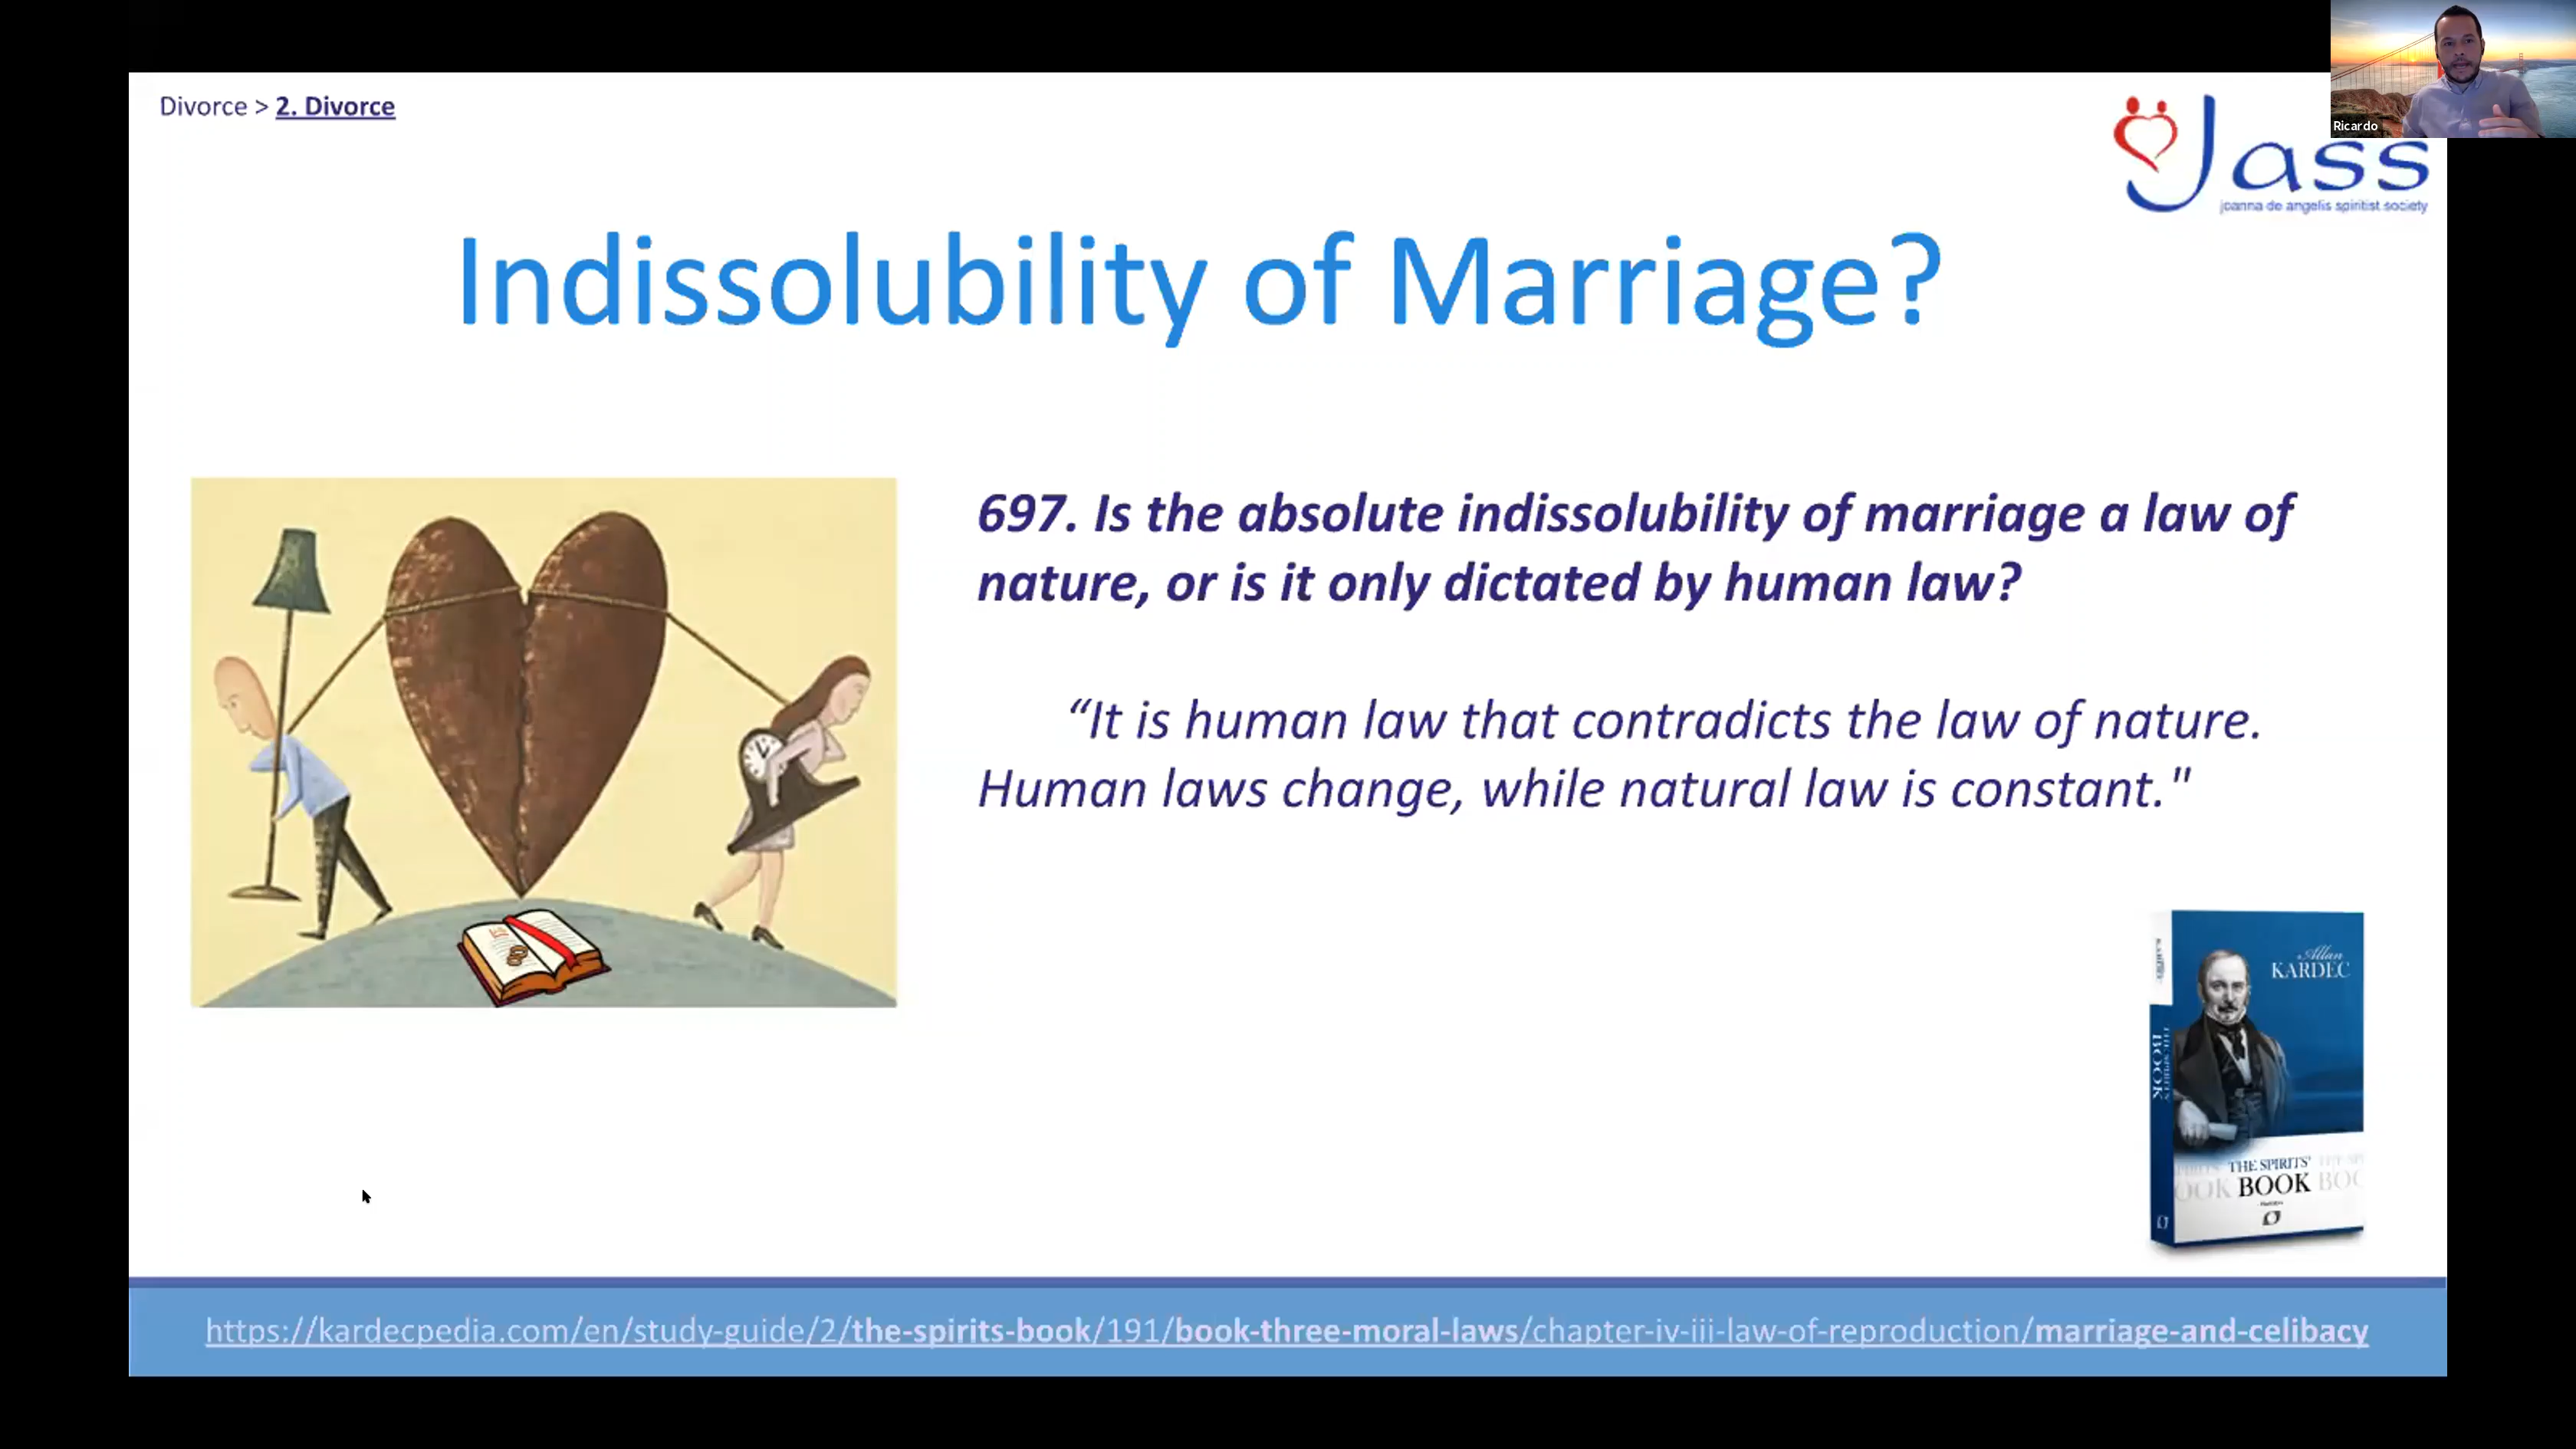 Divorce > 2. Divorce
Ricardo
Jass
joanna de angelis spiritist society
Indissolubility of Marriage?
697. Is the absolute indissolubility of marriage a law of
nature, or is it only dictated by human law?
“It is human law that contradicts the law of nature.
Human laws change, while natural law is constant."
Allan
KARDEC
THE SPIRITS'
BOOK
https://kardecpedia.com/en/study-guide/2/the-spirits-book/191/book-three-moral-laws/chapter-iv-iii-law-of-reproduction/marriage-and-celibacy